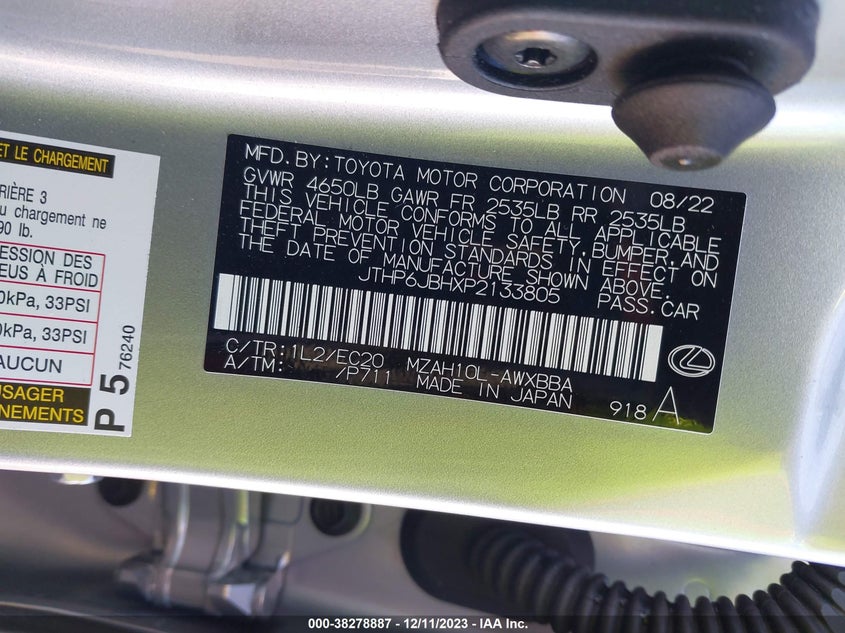 ET LE CHARGEMENT
RIÈRE 3
u chargement ne
90 lb.
ESSION DES
EUS À FROID
0kPa, 33PSI
0kPa, 33PSI
AUCUN
USAGER
NNEMENTS
P 5 76240
MFD.BY:TOYOTA MOTOR CORPORATION 08/22
GVWR 4650LB GAWR FR 2535LB RR 2535LB
THIS VEHICLE CONFORMS TO ALL APPLICABLE
FEDERAL MOTOR VEHICLE SAFETY,BUMPER,AND
THEFT PREVENTION STANDARDS IN EFFECT ON
THE DATE OF MANUFACTURE SHOWN ABOVE.
JTHP6JBHXP2133805 PASS.CAR
C/TR:1L2/EC20 MZAH10L-AWXBBA
A/TM: /P711 MADE IN JAPAN 918 A
000-38278887 - 12/11/2023 - IAA Inc.